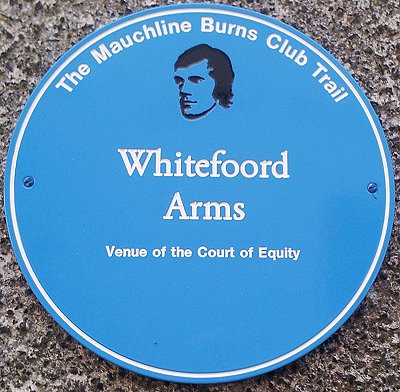 The Mauchline Burns Club Trail
Whitefoord
Arms
Venue of the Court of Equity